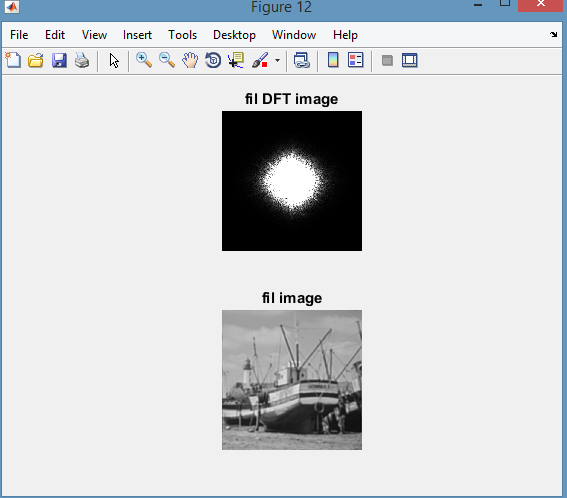 Figure 12
File Edit View Insert Tools Desktop Window Help
fil DFT image
fil image